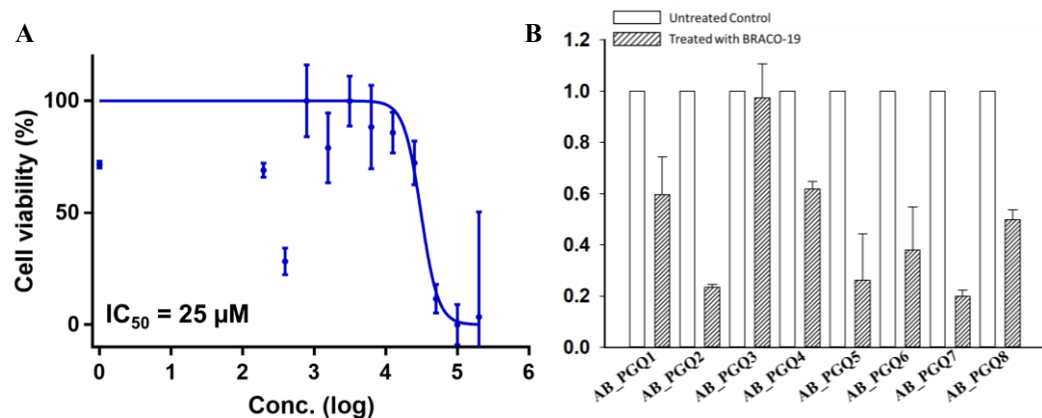 A
Cell viability (%)
100
50
0
IC50 = 25 µM
0 1 2 3 4 5 6
Conc. (log)
B
Untreated Control
Treated with BRACO-19
1.2
1.0
0.8
0.6
0.4
0.2
0.0
AB_PGQ1
AB_PGQ2
AB_PGQ3
AB_PGQ4
AB_PGQ5
AB_PGQ6
AB_PGQ7
AB_PGQ8